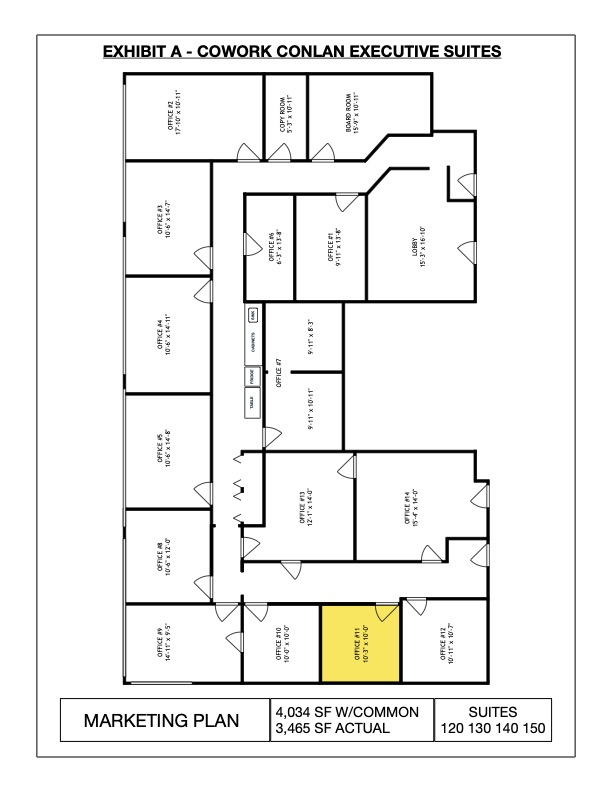 EXHIBIT A - COWORK CONLAN EXECUTIVE SUITES
OFFICE #2
17'-10" x 10'-11"
COPY ROOM
5'-3" x 10'-11"
BOARD ROOM
15'-9" x 10'-11"
OFFICE #3
10'-6" x 14'-7"
OFFICE #6
6'-3" x 13'-8"
OFFICE #1
9'-11" x 13'-8"
LOBBY
15'-3" x 16'-10"
OFFICE #4
10'-6" x 14'-11"
SINK
CABINETS
FRIDGE
TABLE
OFFICE #7
9'-11" x 8'-3"
9'-11" x 10'-11"
OFFICE #5
10'-6" x 14'-8"
OFFICE #13
12'-1" x 14'-0"
OFFICE #14
15'-4" x 14'-0"
OFFICE #8
10'-6" x 12'-0"
OFFICE #9
14'-11" x 9'-5"
OFFICE #10
10'-0" x 10'-0"
OFFICE #11
10'-3" x 10'-0"
OFFICE #12
10'-11" x 10'-7"
MARKETING PLAN
4,034 SF W/COMMON
3,465 SF ACTUAL
SUITES
120 130 140 150